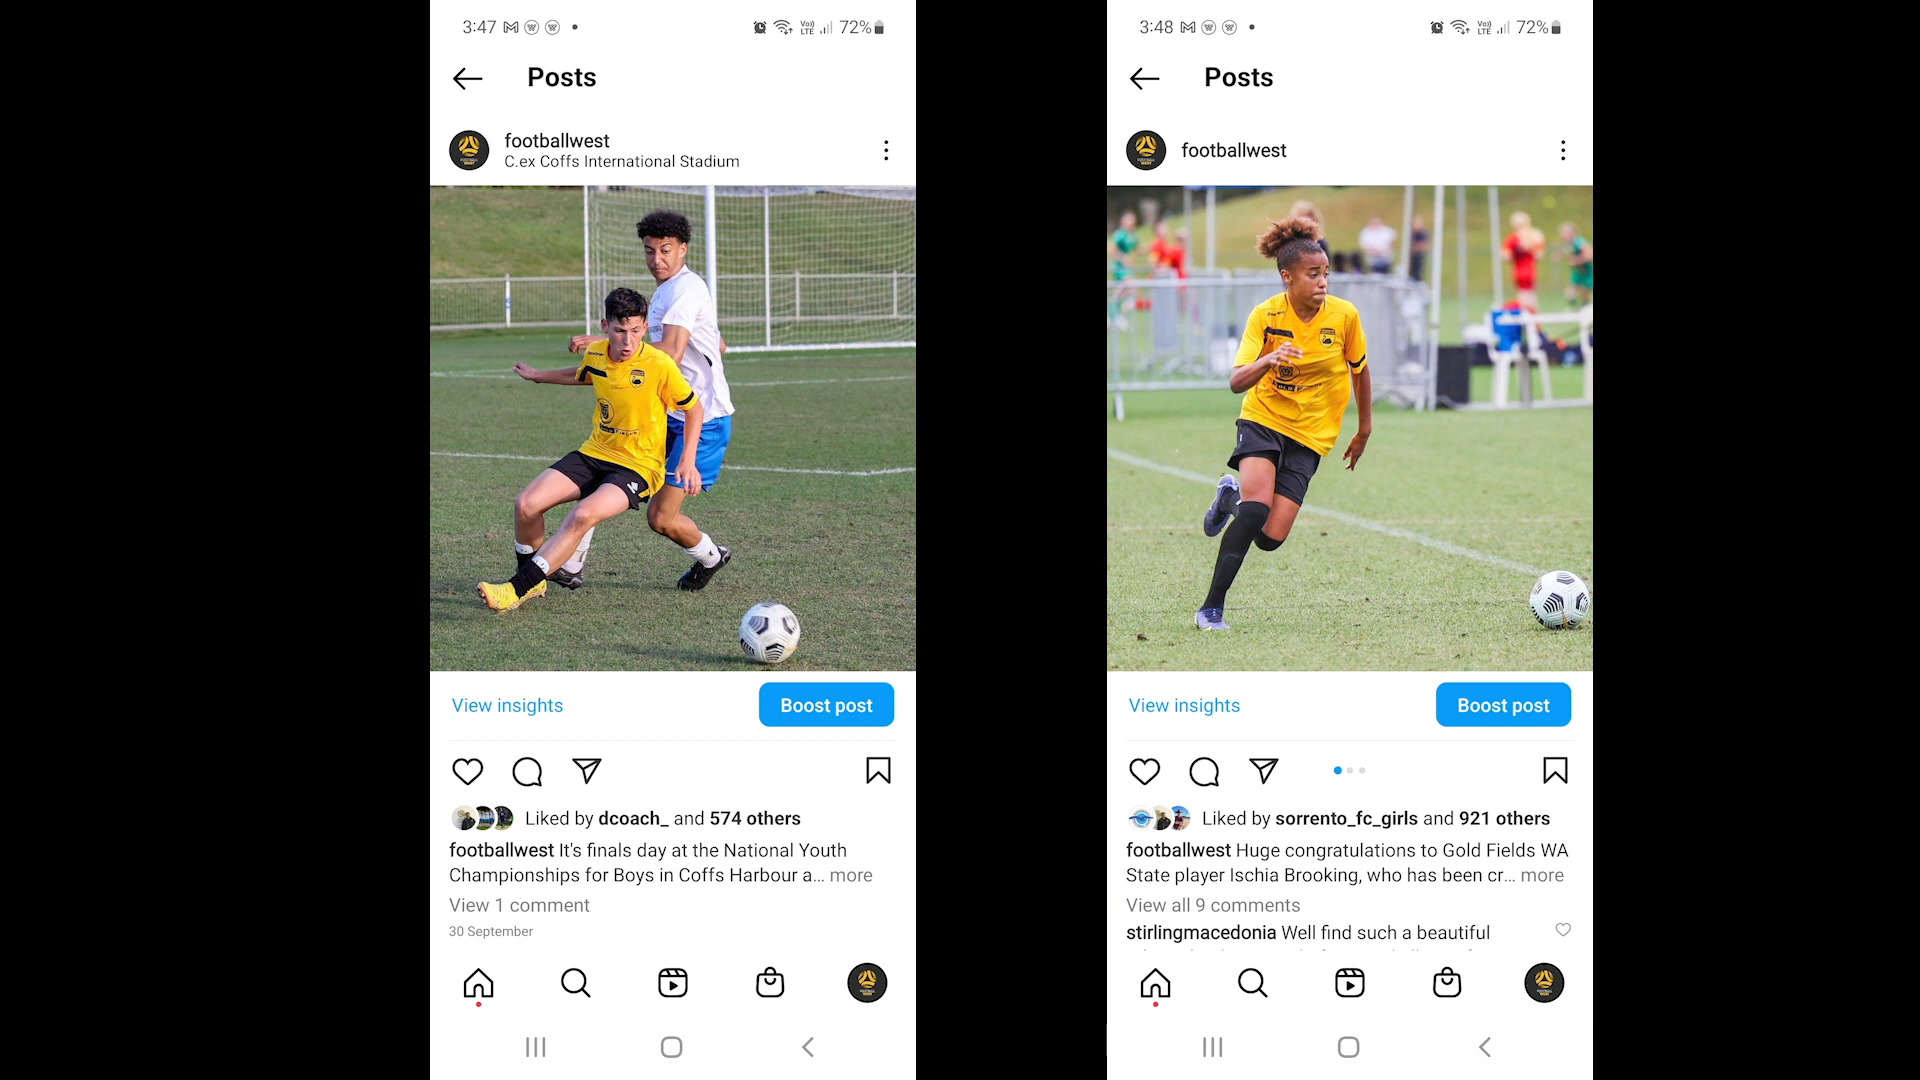 3:47
Vo))
LTE
72%
Posts
footballwest
C.ex Coffs International Stadium
View insights
Boost post
Liked by dcoach_ and 574 others
footballwest It's finals day at the National Youth
Championships for Boys in Coffs Harbour a... more
View 1 comment
30 September
3:48
Vo))
LTE
72%
Posts
footballwest
View insights
Boost post
Liked by sorrento_fc_girls and 921 others
footballwest Huge congratulations to Gold Fields WA
State player Ischia Brooking, who has been cr... more
View all 9 comments
stirlingmacedonia Well find such a beautiful